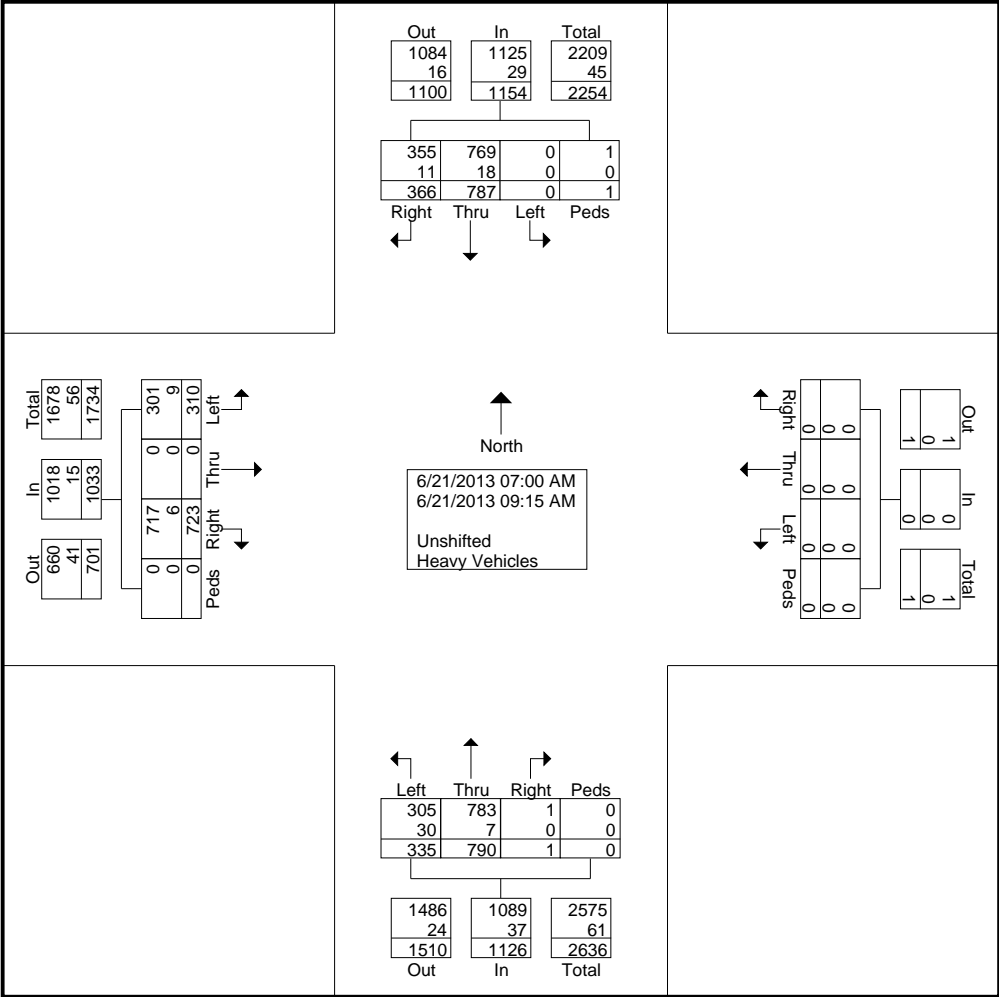 Out In Total
1084 1125 2209
16 29 45
1100 1154 2254
355 769 0 1
11 18 0 0
366 787 0 1
Right Thru Left Peds
Total
1678
56
1734
In
1018
15
1033
Out
660
41
701
301
9
310
Left
0
0
0
Thru
717
6
723
Right
0
0
0
Peds
North
6/21/2013 07:00 AM
6/21/2013 09:15 AM
Unshifted
Heavy Vehicles
Right
0
0
0
Thru
0
0
0
Left
0
0
0
Peds
0
0
0
Out
1
0
1
In
0
0
0
Total
1
0
1
Left Thru Right Peds
305 783 1 0
30 7 0 0
335 790 1 0
1486 1089 2575
24 37 61
1510 1126 2636
Out In Total